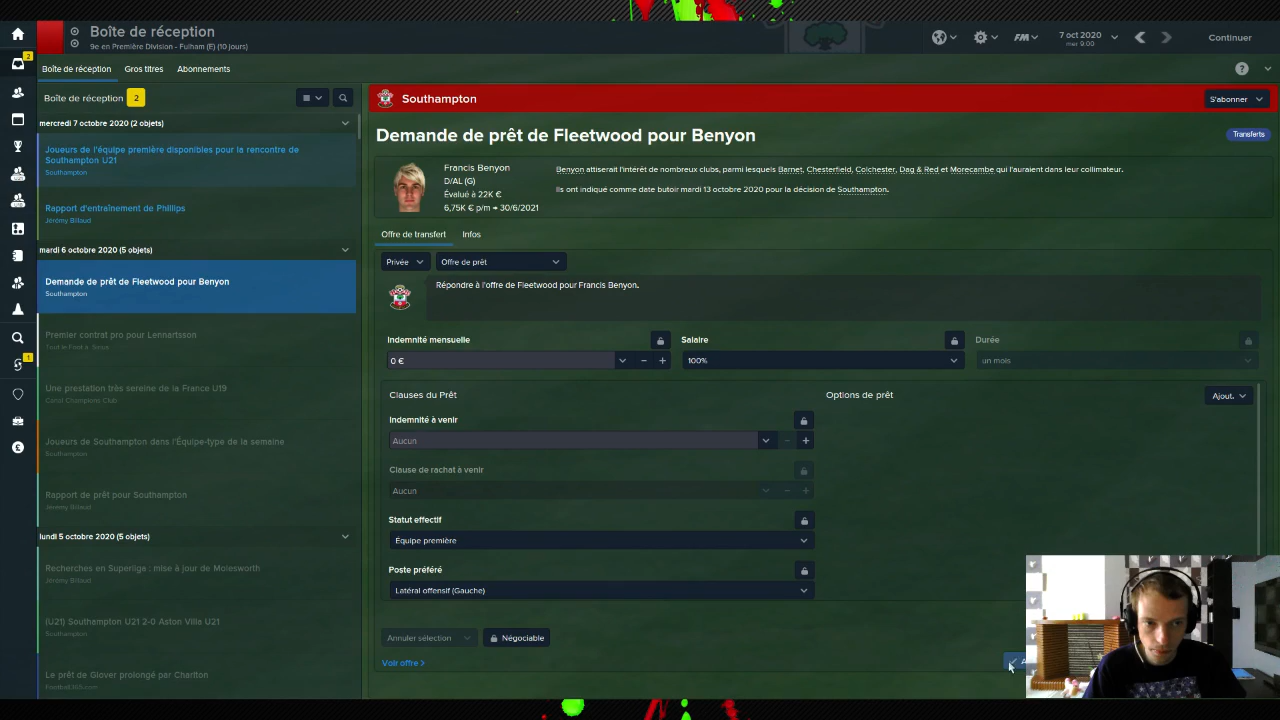 Boîte de réception
9e en Première Division - Fulham (E) (10 jours)
FM
7 oct 2020
mer 9:00
Continuer
2
Boîte de réception
Gros titres
Abonnements
?
Boîte de réception 2
Southampton
S'abonner
mercredi 7 octobre 2020 (2 objets)
Joueurs de l'équipe première disponibles pour la rencontre de
Southampton U21
Southampton
Rapport d'entraînement de Phillips
Jérémy Billaud
mardi 6 octobre 2020 (5 objets)
Demande de prêt de Fleetwood pour Benyon
Southampton
Premier contrat pro pour Lennartsson
Une prestation très sereine de la France U19
Canal Champions Club
Joueurs de Southampton dans l'Équipe-type de la semaine
Southampton
Rapport de prêt pour Southampton
Jérémy Billaud
lundi 5 octobre 2020 (5 objets)
Recherches en Superliga : mise à jour de Molesworth
Jérémy Billaud
(U21) Southampton U21 2-0 Aston Villa U21
Southampton
Le prêt de Glover prolongé par Charlton
Football365.com
1
Demande de prêt de Fleetwood pour Benyon
Transferts
Francis Benyon
D/AL (G)
Évalué à 22K €
6,75K € p/m → 30/6/2021
Benyon attiserait l'intérêt de nombreux clubs, parmi lesquels Barnet, Chesterfield, Colchester, Dag & Red et Morecambe qui l'auraient dans leur collimateur.
Ils ont indiqué comme date butoir mardi 13 octobre 2020 pour la décision de Southampton.
Offre de transfert
Infos
Privée
Offre de prêt
Répondre à l'offre de Fleetwood pour Francis Benyon.
Indemnité mensuelle
Salaire
Durée
0 €
100%
un mois
Clauses du Prêt
Options de prêt
Ajout.
Indemnité à venir
Aucun
Clause de rachat à venir
Aucun
Statut effectif
Équipe première
Poste préféré
Latéral offensif (Gauche)
Annuler sélection
Négociable
Voir offre >